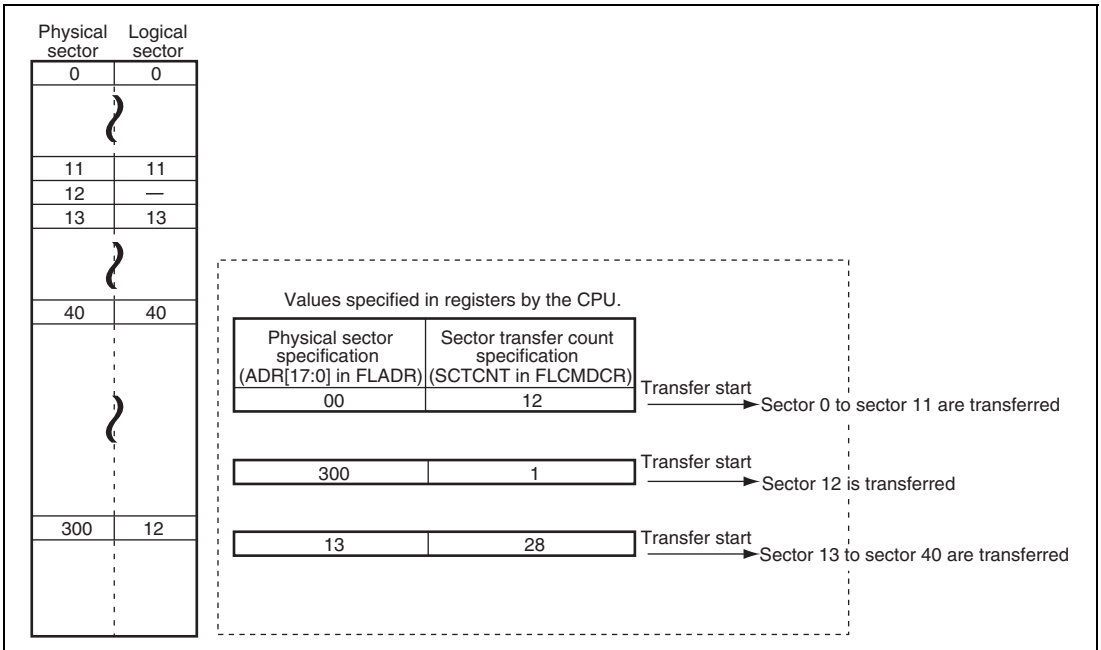 Physical sector
Logical sector
0 0
11 11
12 —
13 13
40 40
300 12
Values specified in registers by the CPU.
Physical sector specification (ADR[17:0] in FLADR)
Sector transfer count specification (SCTCNT in FLCMDCR)
00 12
Transfer start
Sector 0 to sector 11 are transferred
300 1
Transfer start
Sector 12 is transferred
13 28
Transfer start
Sector 13 to sector 40 are transferred